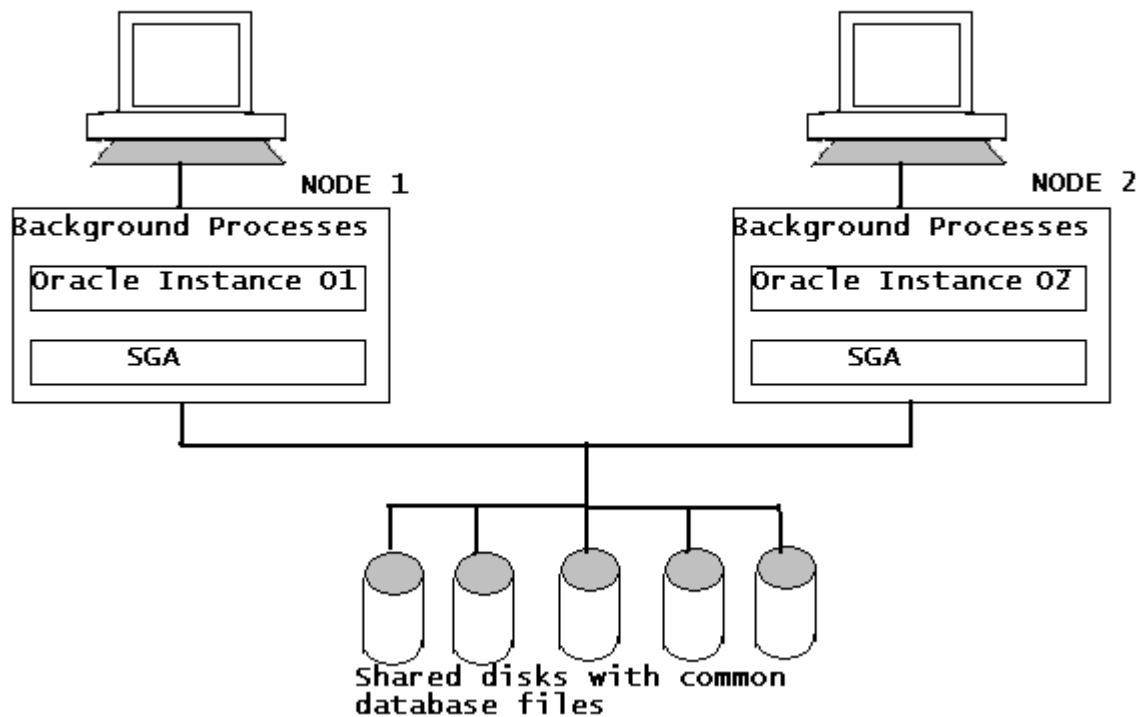 NODE 1
NODE 2
Background Processes
Oracle Instance O1
SGA
Background Processes
Oracle Instance O2
SGA
Shared disks with common
database files